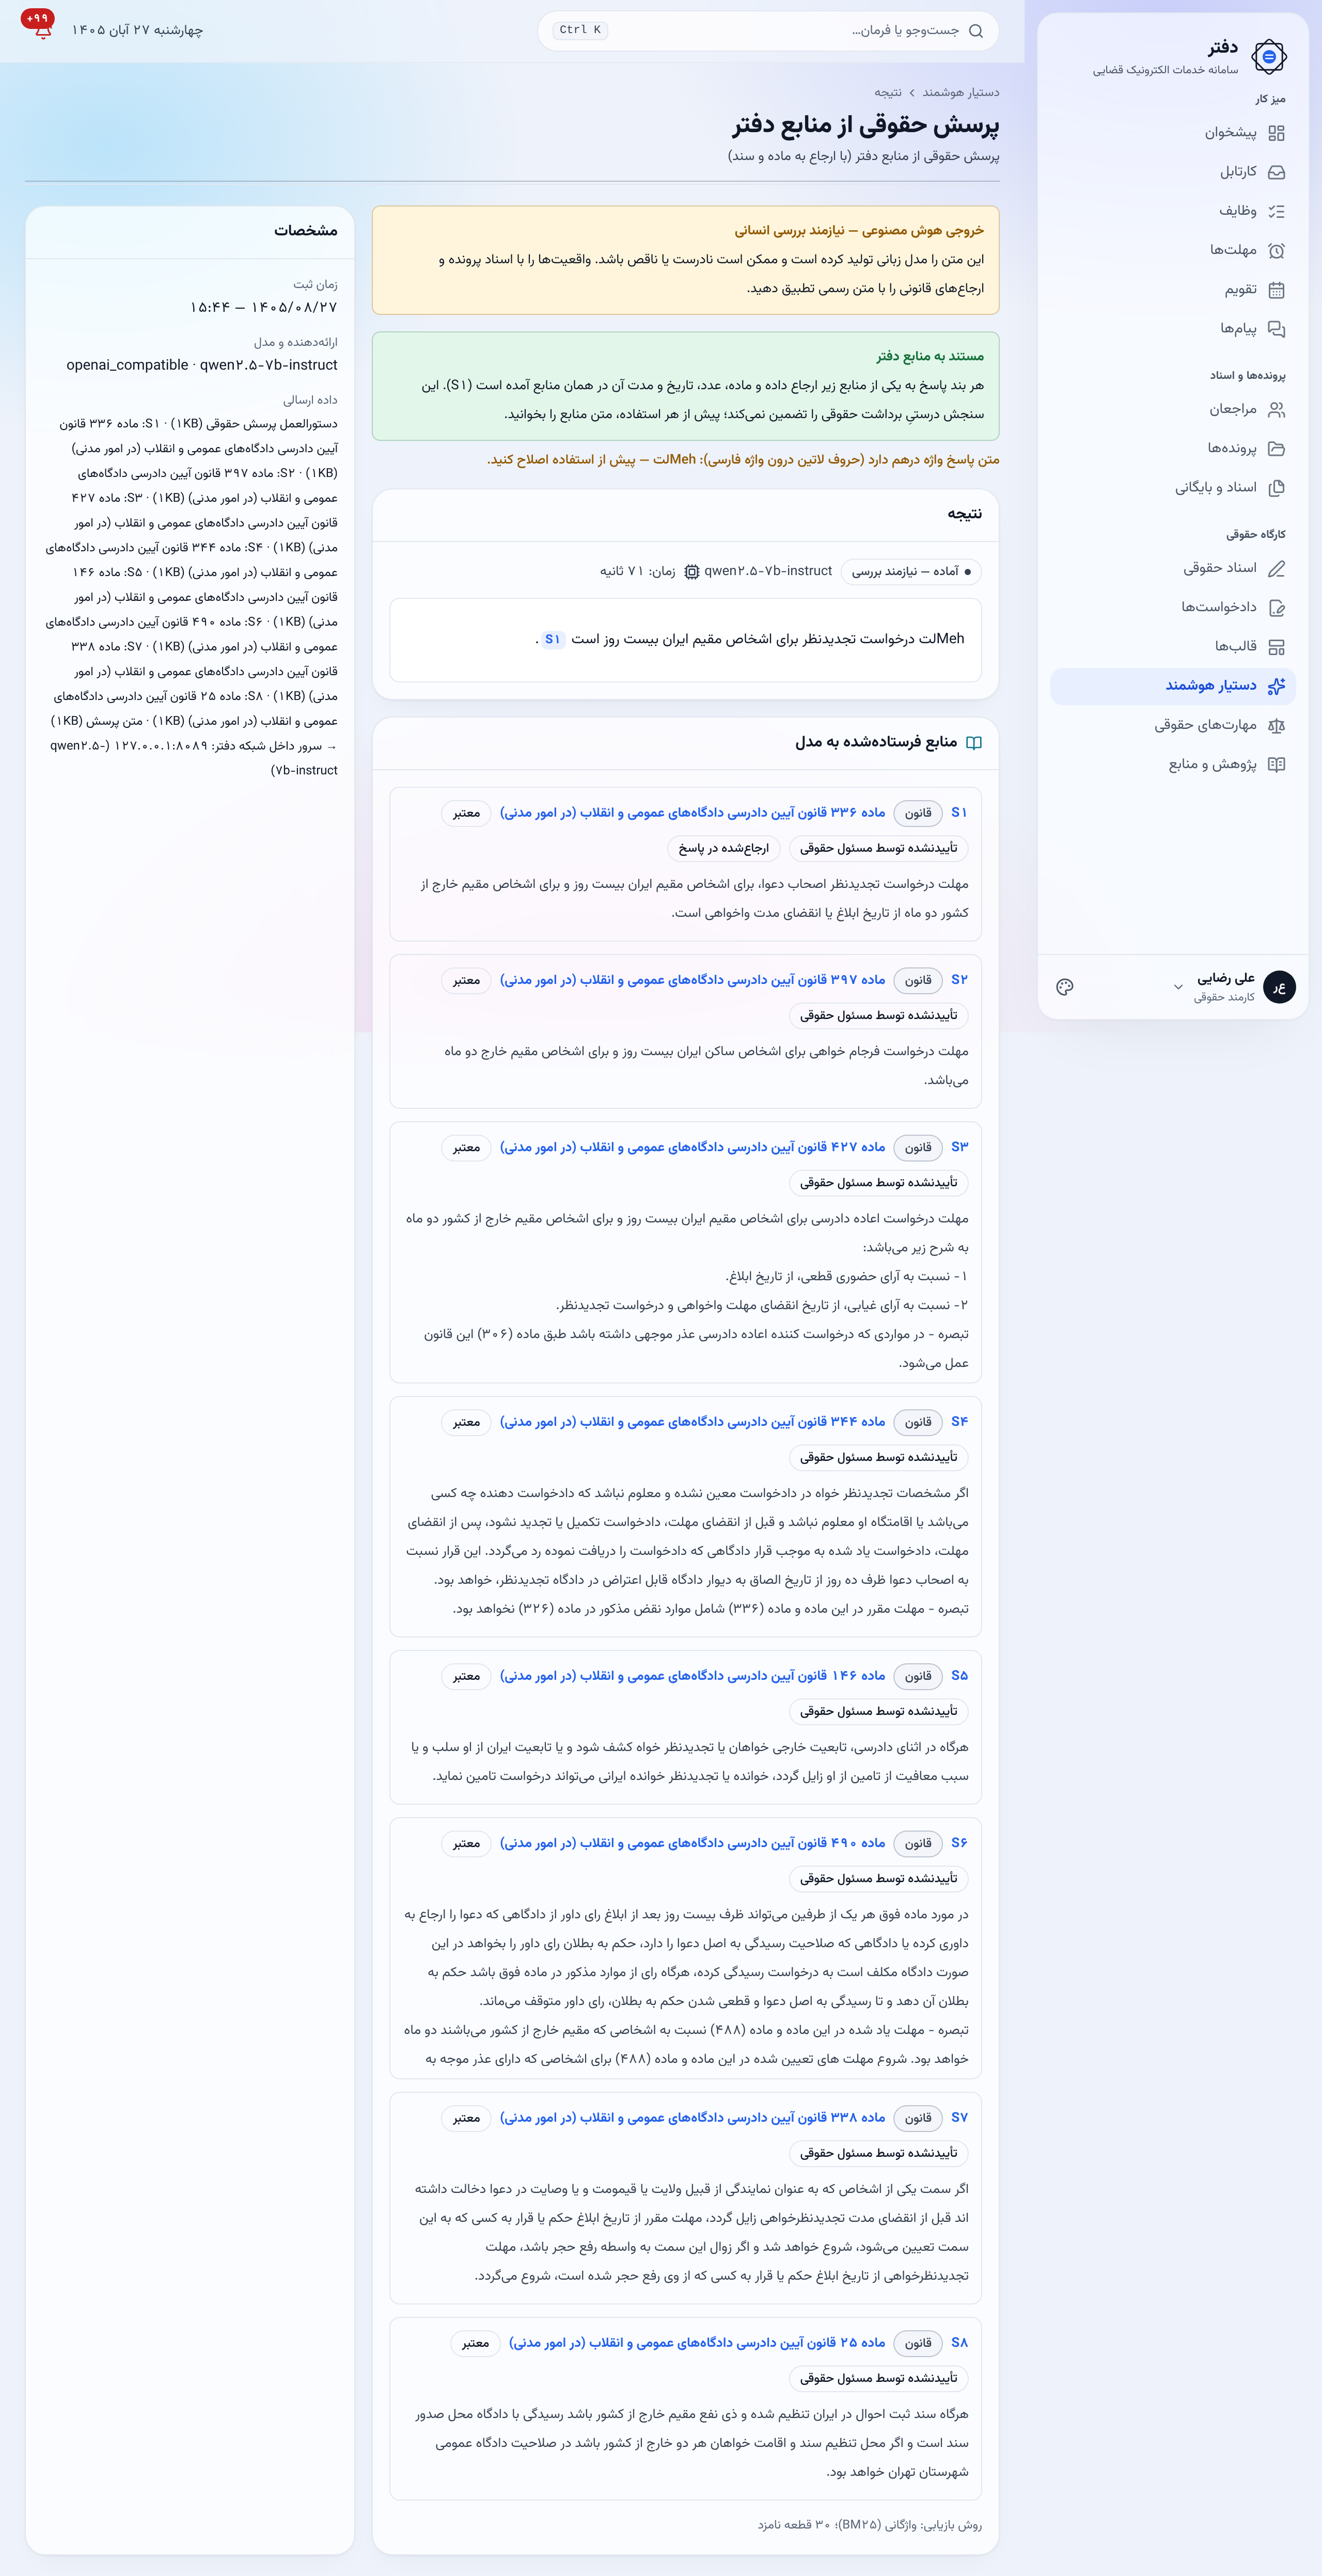 دفتر
سامانه خدمات الکترونیک قضایی
میز کار
پیشخوان
کارتابل
وظایف
مهلت‌ها
تقویم
پیام‌ها
پرونده‌ها و اسناد
مراجعان
پرونده‌ها
اسناد و بایگانی
کارگاه حقوقی
اسناد حقوقی
دادخواست‌ها
قالب‌ها
دستیار هوشمند
مهارت‌های حقوقی
پژوهش و منابع
ع‌ر
علی رضایی
کارمند حقوقی
جست‌وجو یا فرمان…
Ctrl K
چهارشنبه ۲۷ آبان ۱۴۰۵
+۹۹
دستیار هوشمند › نتیجه
پرسش حقوقی از منابع دفتر
پرسش حقوقی از منابع دفتر (با ارجاع به ماده و سند)
خروجی هوش مصنوعی — نیازمند بررسی انسانی
این متن را مدل زبانی تولید کرده است و ممکن است نادرست یا ناقص باشد. واقعیت‌ها را با اسناد پرونده و
ارجاع‌های قانونی را با متن رسمی تطبیق دهید.
مستند به منابع دفتر
هر بند پاسخ به یکی از منابع زیر ارجاع داده و ماده، عدد، تاریخ و مدت آن در همان منابع آمده است (S۱). این
سنجش درستیِ برداشت حقوقی را تضمین نمی‌کند؛ پیش از هر استفاده، متن منابع را بخوانید.
متن پاسخ واژه درهم دارد (حروف لاتین درون واژه فارسی): Mehلت — پیش از استفاده اصلاح کنید.
نتیجه
آماده — نیازمند بررسی
qwen۲.۵-۷b-instruct
زمان: ۷۱ ثانیه
Mehلت درخواست تجدیدنظر برای اشخاص مقیم ایران بیست روز است S۱ .
منابع فرستاده‌شده به مدل
S۱ قانون ماده ۳۳۶ قانون آیین دادرسی دادگاه‌های عمومی و انقلاب (در امور مدنی) معتبر
تأییدنشده توسط مسئول حقوقی ارجاع‌شده در پاسخ
مهلت درخواست تجدیدنظر اصحاب دعوا، برای اشخاص مقیم ایران بیست روز و برای اشخاص مقیم خارج از
کشور دو ماه از تاریخ ابلاغ یا انقضای مدت واخواهی است.
S۲ قانون ماده ۳۹۷ قانون آیین دادرسی دادگاه‌های عمومی و انقلاب (در امور مدنی) معتبر
تأییدنشده توسط مسئول حقوقی
مهلت درخواست فرجام خواهی برای اشخاص ساکن ایران بیست روز و برای اشخاص مقیم خارج دو ماه
می‌باشد.
S۳ قانون ماده ۴۲۷ قانون آیین دادرسی دادگاه‌های عمومی و انقلاب (در امور مدنی) معتبر
تأییدنشده توسط مسئول حقوقی
مهلت درخواست اعاده دادرسی برای اشخاص مقیم ایران بیست روز و برای اشخاص مقیم خارج از کشور دو ماه
به شرح زیر می‌باشد:
۱- نسبت به آرای حضوری قطعی، از تاریخ ابلاغ.
۲- نسبت به آرای غیابی، از تاریخ انقضای مهلت واخواهی و درخواست تجدیدنظر.
تبصره - در مواردی که درخواست کننده اعاده دادرسی عذر موجهی داشته باشد طبق ماده (۳۰۶) این قانون
عمل می‌شود.
S۴ قانون ماده ۳۴۴ قانون آیین دادرسی دادگاه‌های عمومی و انقلاب (در امور مدنی) معتبر
تأییدنشده توسط مسئول حقوقی
اگر مشخصات تجدیدنظر خواه در دادخواست معین نشده و معلوم نباشد که دادخواست دهنده چه کسی
می‌باشد یا اقامتگاه او معلوم نباشد و قبل از انقضای مهلت، دادخواست تکمیل یا تجدید نشود، پس از انقضای
مهلت، دادخواست یاد شده به موجب قرار دادگاهی که دادخواست را دریافت نموده رد می‌گردد. این قرار نسبت
به اصحاب دعوا ظرف ده روز از تاریخ الصاق به دیوار دادگاه قابل اعتراض در دادگاه تجدیدنظر، خواهد بود.
تبصره - مهلت مقرر در این ماده و ماده (۳۳۶) شامل موارد نقض مذکور در ماده (۳۲۶) نخواهد بود.
S۵ قانون ماده ۱۴۶ قانون آیین دادرسی دادگاه‌های عمومی و انقلاب (در امور مدنی) معتبر
تأییدنشده توسط مسئول حقوقی
هرگاه در اثنای دادرسی، تابعیت خارجی خواهان یا تجدیدنظر خواه کشف شود و یا تابعیت ایران از او سلب و یا
سبب معافیت از تامین از او زایل گردد، خوانده یا تجدیدنظر خوانده ایرانی می‌تواند درخواست تامین نماید.
S۶ قانون ماده ۴۹۰ قانون آیین دادرسی دادگاه‌های عمومی و انقلاب (در امور مدنی) معتبر
تأییدنشده توسط مسئول حقوقی
در مورد ماده فوق هر یک از طرفین می‌تواند ظرف بیست روز بعد از ابلاغ رای داور از دادگاهی که دعوا را ارجاع به
داوری کرده یا دادگاهی که صلاحیت رسیدگی به اصل دعوا را دارد، حکم به بطلان رای داور را بخواهد در این
صورت دادگاه مکلف است به درخواست رسیدگی کرده، هرگاه رای از موارد مذکور در ماده فوق باشد حکم به
بطلان آن دهد و تا رسیدگی به اصل دعوا و قطعی شدن حکم به بطلان، رای داور متوقف می‌ماند.
تبصره - مهلت یاد شده در این ماده و ماده (۴۸۸) نسبت به اشخاصی که مقیم خارج از کشور می‌باشند دو ماه
خواهد بود. شروع مهلت های تعیین شده در این ماده و ماده (۴۸۸) برای اشخاصی که دارای عذر موجه به
S۷ قانون ماده ۳۳۸ قانون آیین دادرسی دادگاه‌های عمومی و انقلاب (در امور مدنی) معتبر
تأییدنشده توسط مسئول حقوقی
اگر سمت یکی از اشخاص که به عنوان نمایندگی از قبیل ولایت یا قیمومت و یا وصایت در دعوا دخالت داشته
اند قبل از انقضای مدت تجدیدنظرخواهی زایل گردد، مهلت مقرر از تاریخ ابلاغ حکم یا قرار به کسی که به این
سمت تعیین می‌شود، شروع خواهد شد و اگر زوال این سمت به واسطه رفع حجر باشد، مهلت
تجدیدنظرخواهی از تاریخ ابلاغ حکم یا قرار به کسی که از وی رفع حجر شده است، شروع می‌گردد.
S۸ قانون ماده ۲۵ قانون آیین دادرسی دادگاه‌های عمومی و انقلاب (در امور مدنی) معتبر
تأییدنشده توسط مسئول حقوقی
هرگاه سند ثبت احوال در ایران تنظیم شده و ذی نفع مقیم خارج از کشور باشد رسیدگی با دادگاه محل صدور
سند است و اگر محل تنظیم سند و اقامت خواهان هر دو خارج از کشور باشد در صلاحیت دادگاه عمومی
شهرستان تهران خواهد بود.
روش بازیابی: واژگانی (BM۲۵)؛ ۳۰ قطعه نامزد
مشخصات
زمان ثبت
۱۴۰۵/۰۸/۲۷ — ۱۵:۴۴
ارائه‌دهنده و مدل
openai_compatible · qwen۲.۵-۷b-instruct
داده ارسالی
دستورالعمل پرسش حقوقی (۱KB) · S۱: ماده ۳۳۶ قانون
آیین دادرسی دادگاه‌های عمومی و انقلاب (در امور مدنی)
(۱KB) · S۲: ماده ۳۹۷ قانون آیین دادرسی دادگاه‌های
عمومی و انقلاب (در امور مدنی) (۱KB) · S۳: ماده ۴۲۷
قانون آیین دادرسی دادگاه‌های عمومی و انقلاب (در امور
مدنی) (۱KB) · S۴: ماده ۳۴۴ قانون آیین دادرسی دادگاه‌های
عمومی و انقلاب (در امور مدنی) (۱KB) · S۵: ماده ۱۴۶
قانون آیین دادرسی دادگاه‌های عمومی و انقلاب (در امور
مدنی) (۱KB) · S۶: ماده ۴۹۰ قانون آیین دادرسی دادگاه‌های
عمومی و انقلاب (در امور مدنی) (۱KB) · S۷: ماده ۳۳۸
قانون آیین دادرسی دادگاه‌های عمومی و انقلاب (در امور
مدنی) (۱KB) · S۸: ماده ۲۵ قانون آیین دادرسی دادگاه‌های
عمومی و انقلاب (در امور مدنی) (۱KB) · متن پرسش (۱KB)
→ سرور داخل شبکه دفتر: ۱۲۷.۰.۰.۱:۸۰۸۹ (qwen۲.۵-
۷b-instruct)